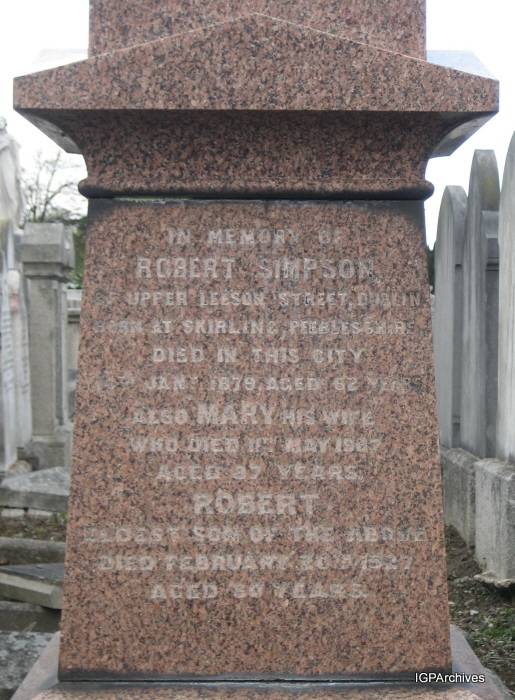 IN MEMORY OF
ROBERT SIMPSON,
OF UPPER LEESON STREET, DUBLIN
BORN AT SKIRLING, PEEBLESSHIRE,
DIED IN THIS CITY
JANY. 1879, AGED 62 YEARS
ALSO MARY HIS WIFE
WHO DIED 11TH MAY 1907
AGED 87 YEARS,
ROBERT
ELDEST SON OF THE ABOVE
DIED FEBRUARY 1927
AGED YEARS.
IGPArchives